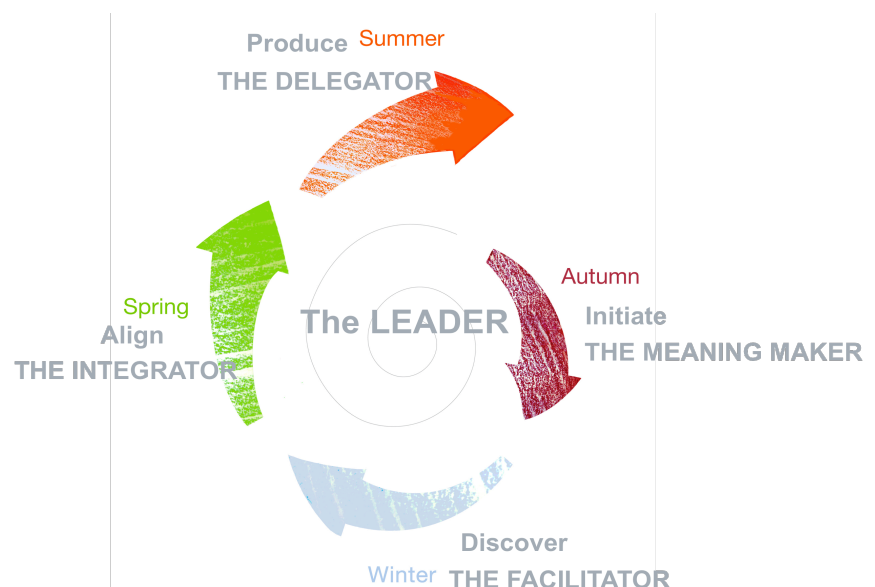 Produce Summer
THE DELEGATOR
Autumn
Spring
Initiate
The LEADER
Align
THE MEANING MAKER
THE INTEGRATOR
Discover
Winter THE FACILITATOR